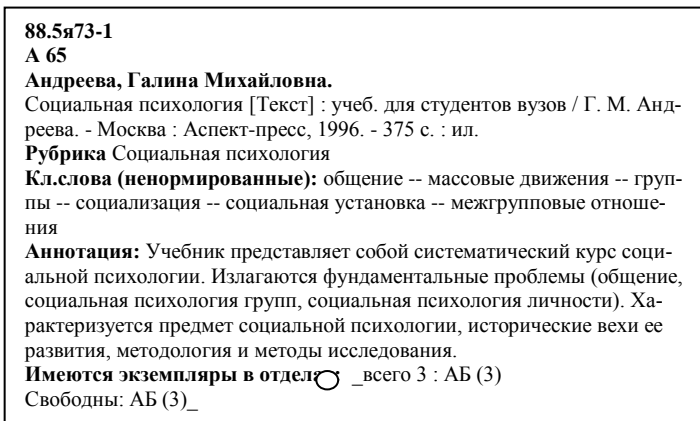 88.5я73-1
А 65
Андреева, Галина Михайловна.
Социальная психология [Текст] : учеб. для студентов вузов / Г. М. Анд-
реева. - Москва : Аспект-пресс, 1996. - 375 с. : ил.
Рубрика Социальная психология
Кл.слова (ненормированные): общение -- массовые движения -- груп-
пы -- социализация -- социальная установка -- межгрупповые отноше-
ния
Аннотация: Учебник представляет собой систематический курс соци-
альной психологии. Излагаются фундаментальные проблемы (общение,
социальная психология групп, социальная психология личности). Ха-
рактеризуется предмет социальной психологии, исторические вехи ее
развития, методология и методы исследования.
Имеются экземпляры в отделах: _всего 3 : АБ (3)
Свободны: АБ (3)_